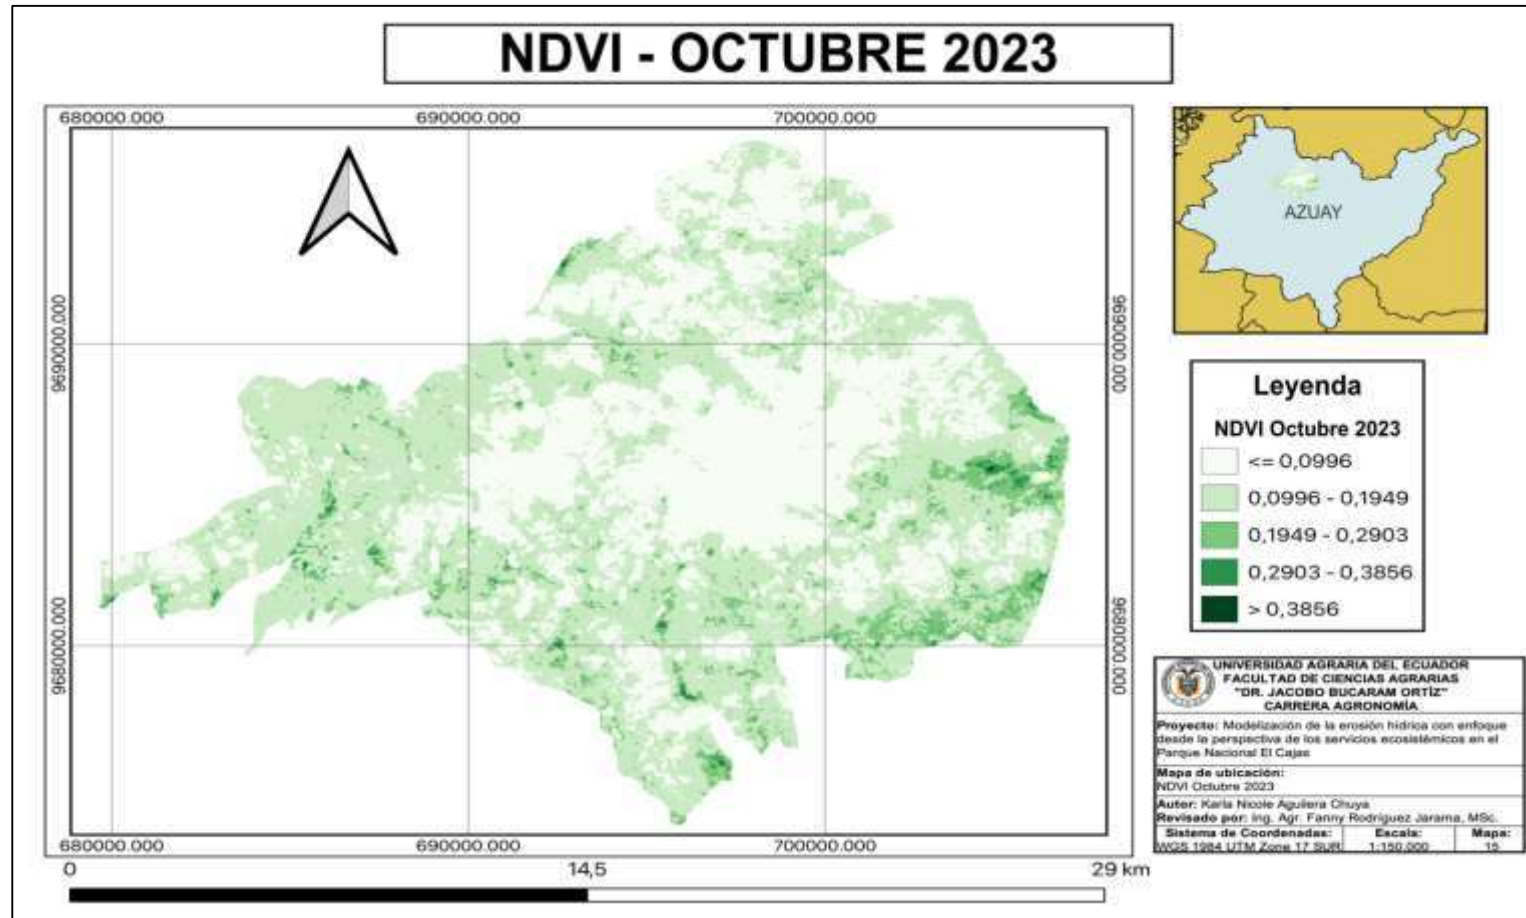 NDVI - OCTUBRE 2023
680000.000 690000.000 700000.000
9690000.000
9690000.000
9680000.000
9680000.000
680000.000 690000.000 700000.000
0 14,5 29 km
AZUAY
Leyenda
NDVI Octubre 2023
<= 0,0996
0,0996 - 0,1949
0,1949 - 0,2903
0,2903 - 0,3856
> 0,3856
UNIVERSIDAD AGRARIA DEL ECUADOR
FACULTAD DE CIENCIAS AGRARIAS
"DR. JACOBO BUCARAM ORTÍZ"
CARRERA AGRONOMÍA
Proyecto: Modelización de la erosión hídrica con enfoque
desde la perspectiva de los servicios ecosistémicos en el
Parque Nacional El Cajas
Mapa de ubicación:
NDVI Octubre 2023
Autor: Karla Nicole Aguilera Chuya
Revisado por: Ing. Agr. Fanny Rodríguez Jarama, MSc.
Sistema de Coordenadas: Escala: Mapa:
WGS 1984 UTM Zone 17 SUR 1:150.000 15